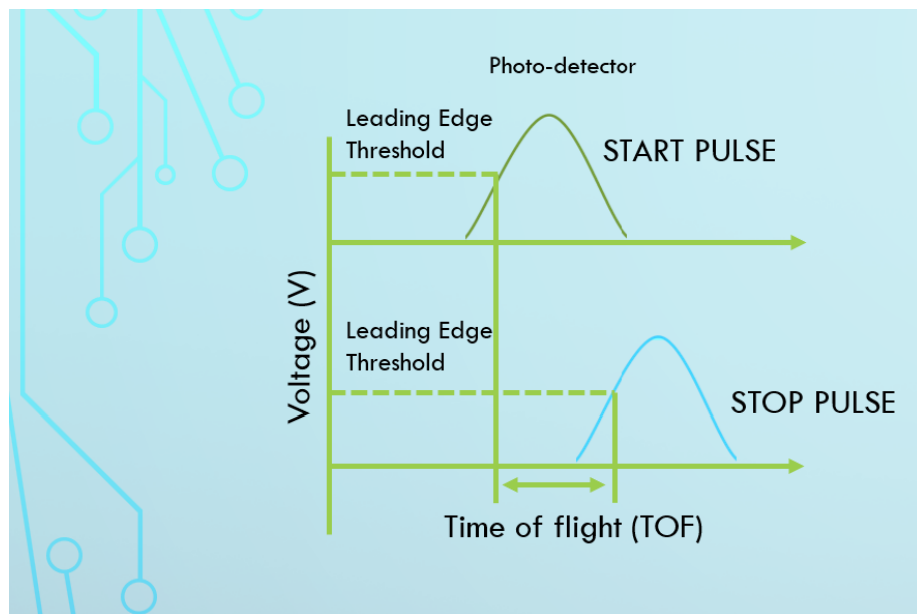 Photo-detector
Leading Edge
Threshold
START PULSE
Voltage (V)
Leading Edge
Threshold
STOP PULSE
Time of flight (TOF)